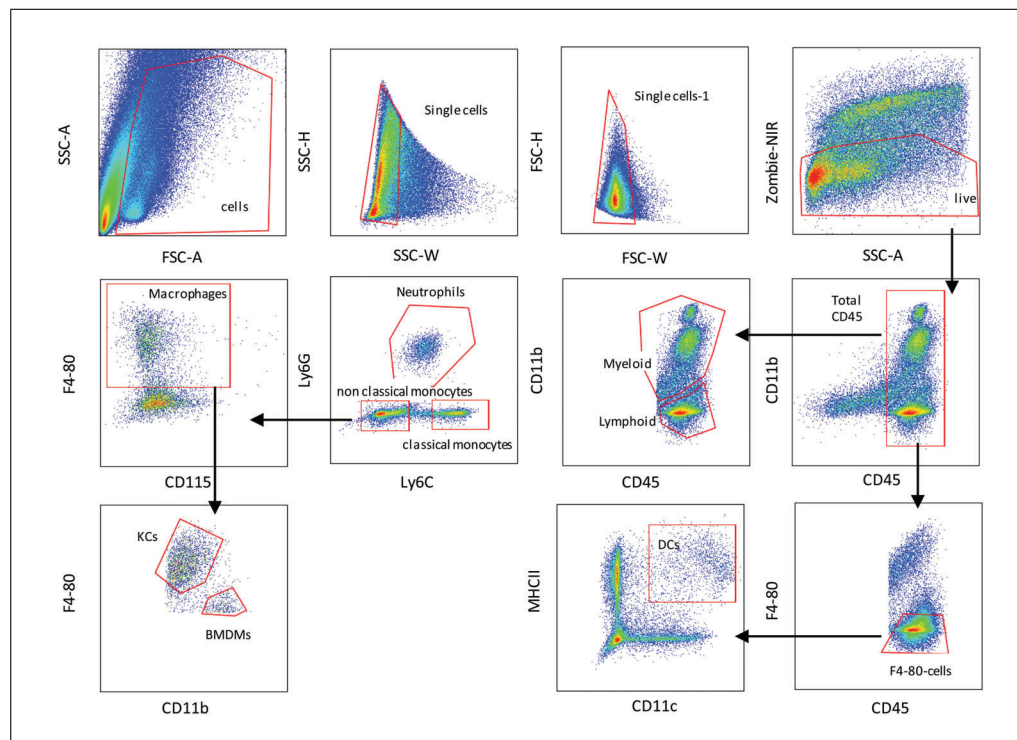 SSC-A
cells
FSC-A
SSC-H
Single cells
SSC-W
FSC-H
Single cells-1
FSC-W
Zombie-NIR
live
SSC-A
F4-80
Macrophages
CD115
Ly6G
Neutrophils
non classical monocytes
classical monocytes
Ly6C
CD11b
Myeloid
Lymphoid
CD45
CD11b
Total
CD45
CD45
F4-80
KCs
BMDMs
CD11b
MHCII
DCs
CD11c
F4-80
F4-80-cells
CD45